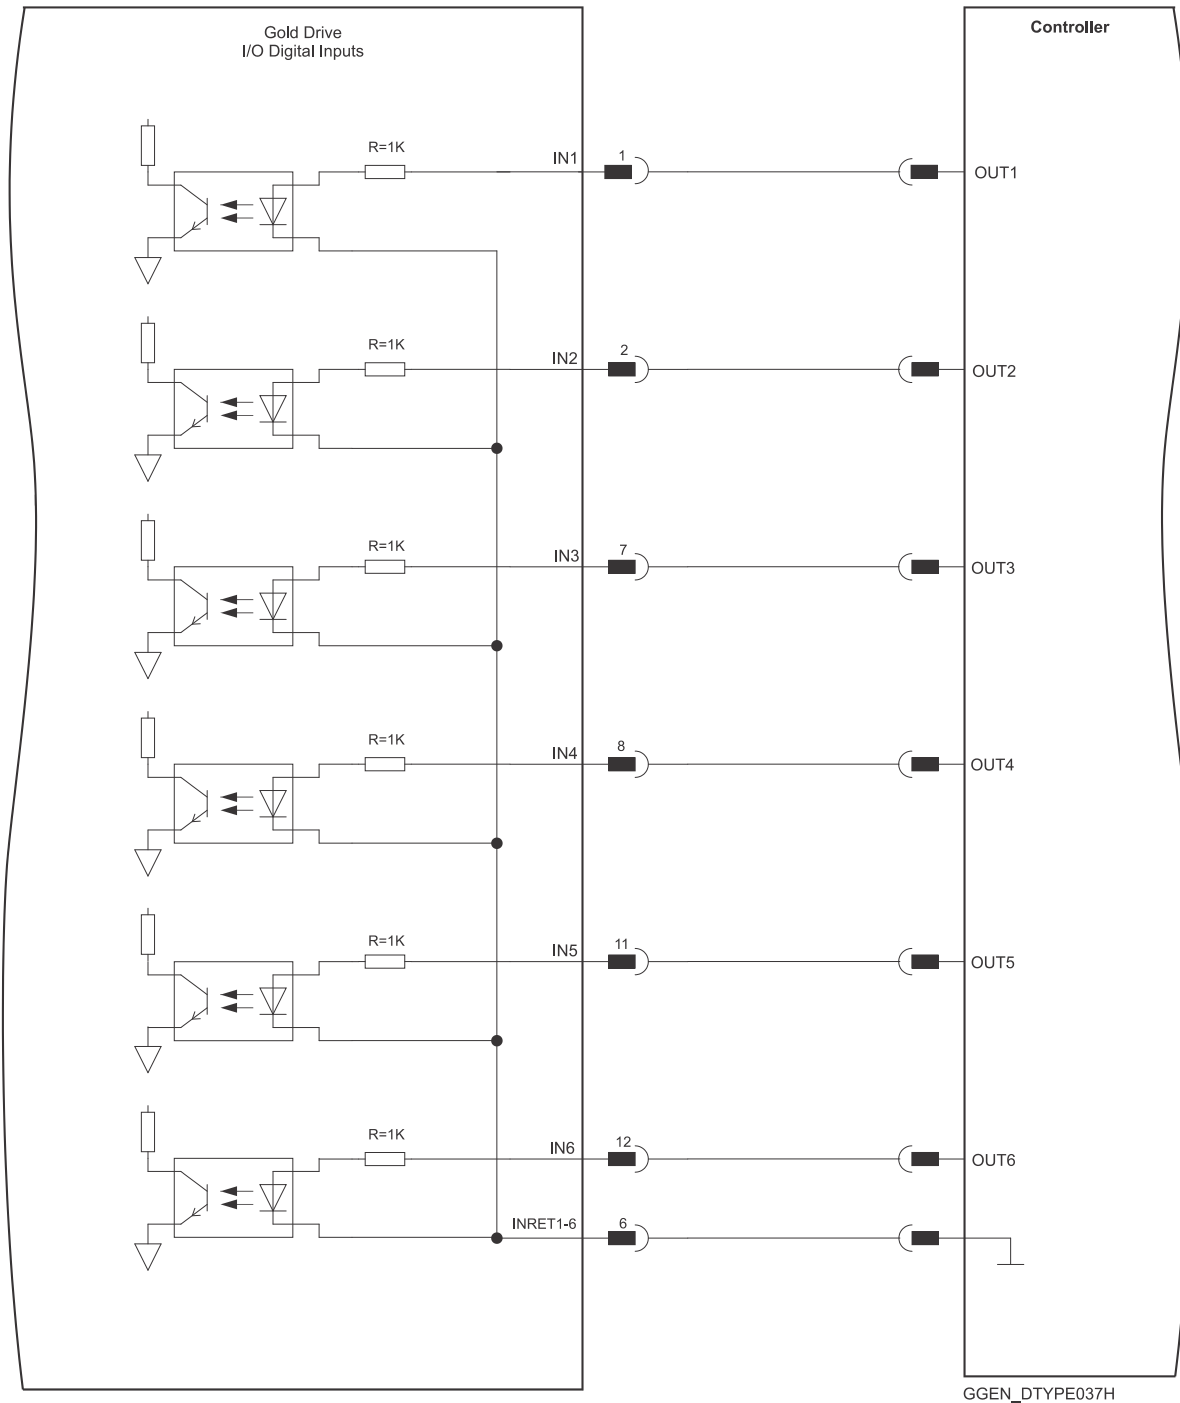 Gold Drive
I/O Digital Inputs
Controller
R=1K
IN1
1
OUT1
R=1K
IN2
2
OUT2
R=1K
IN3
7
OUT3
R=1K
IN4
8
OUT4
R=1K
IN5
11
OUT5
R=1K
IN6
12
OUT6
INRET1-6
6
GGEN_DTYPE037H